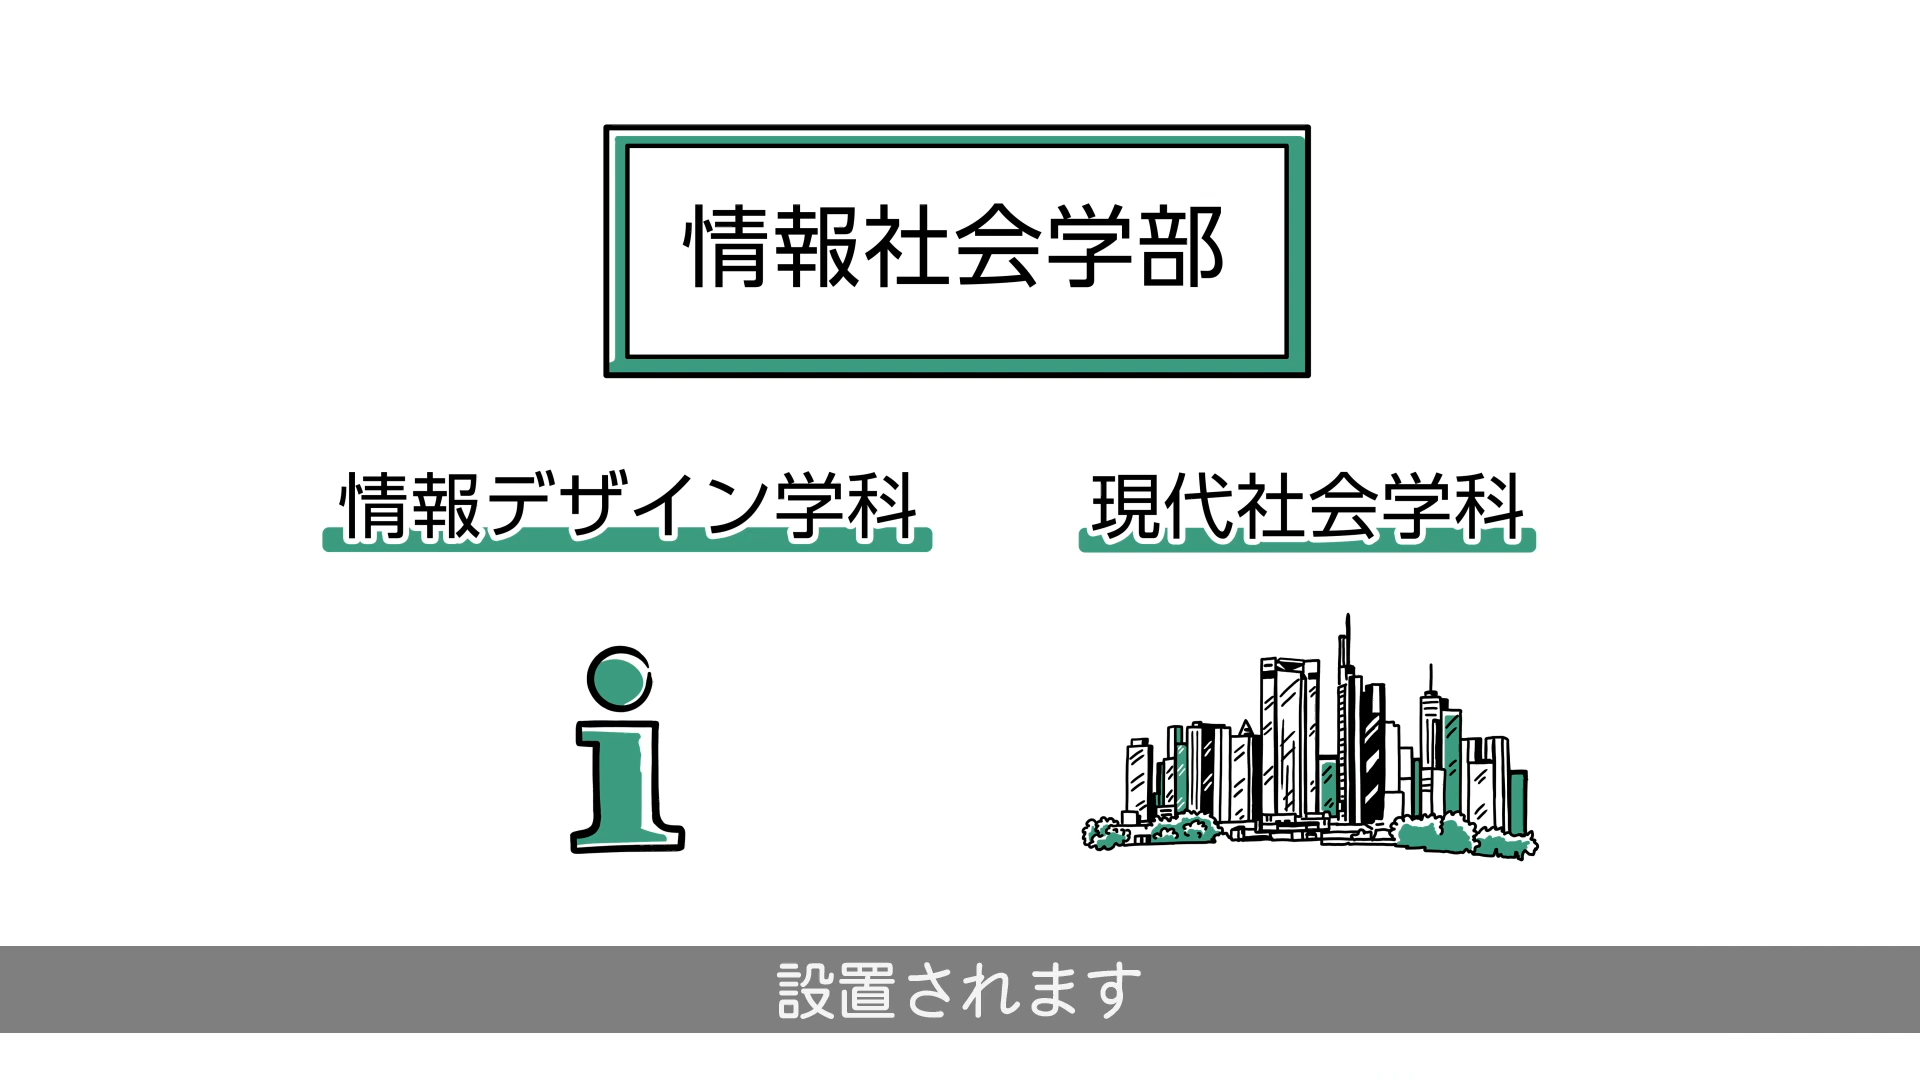 情報社会学部
情報デザイン学科
現代社会学科
設置されます